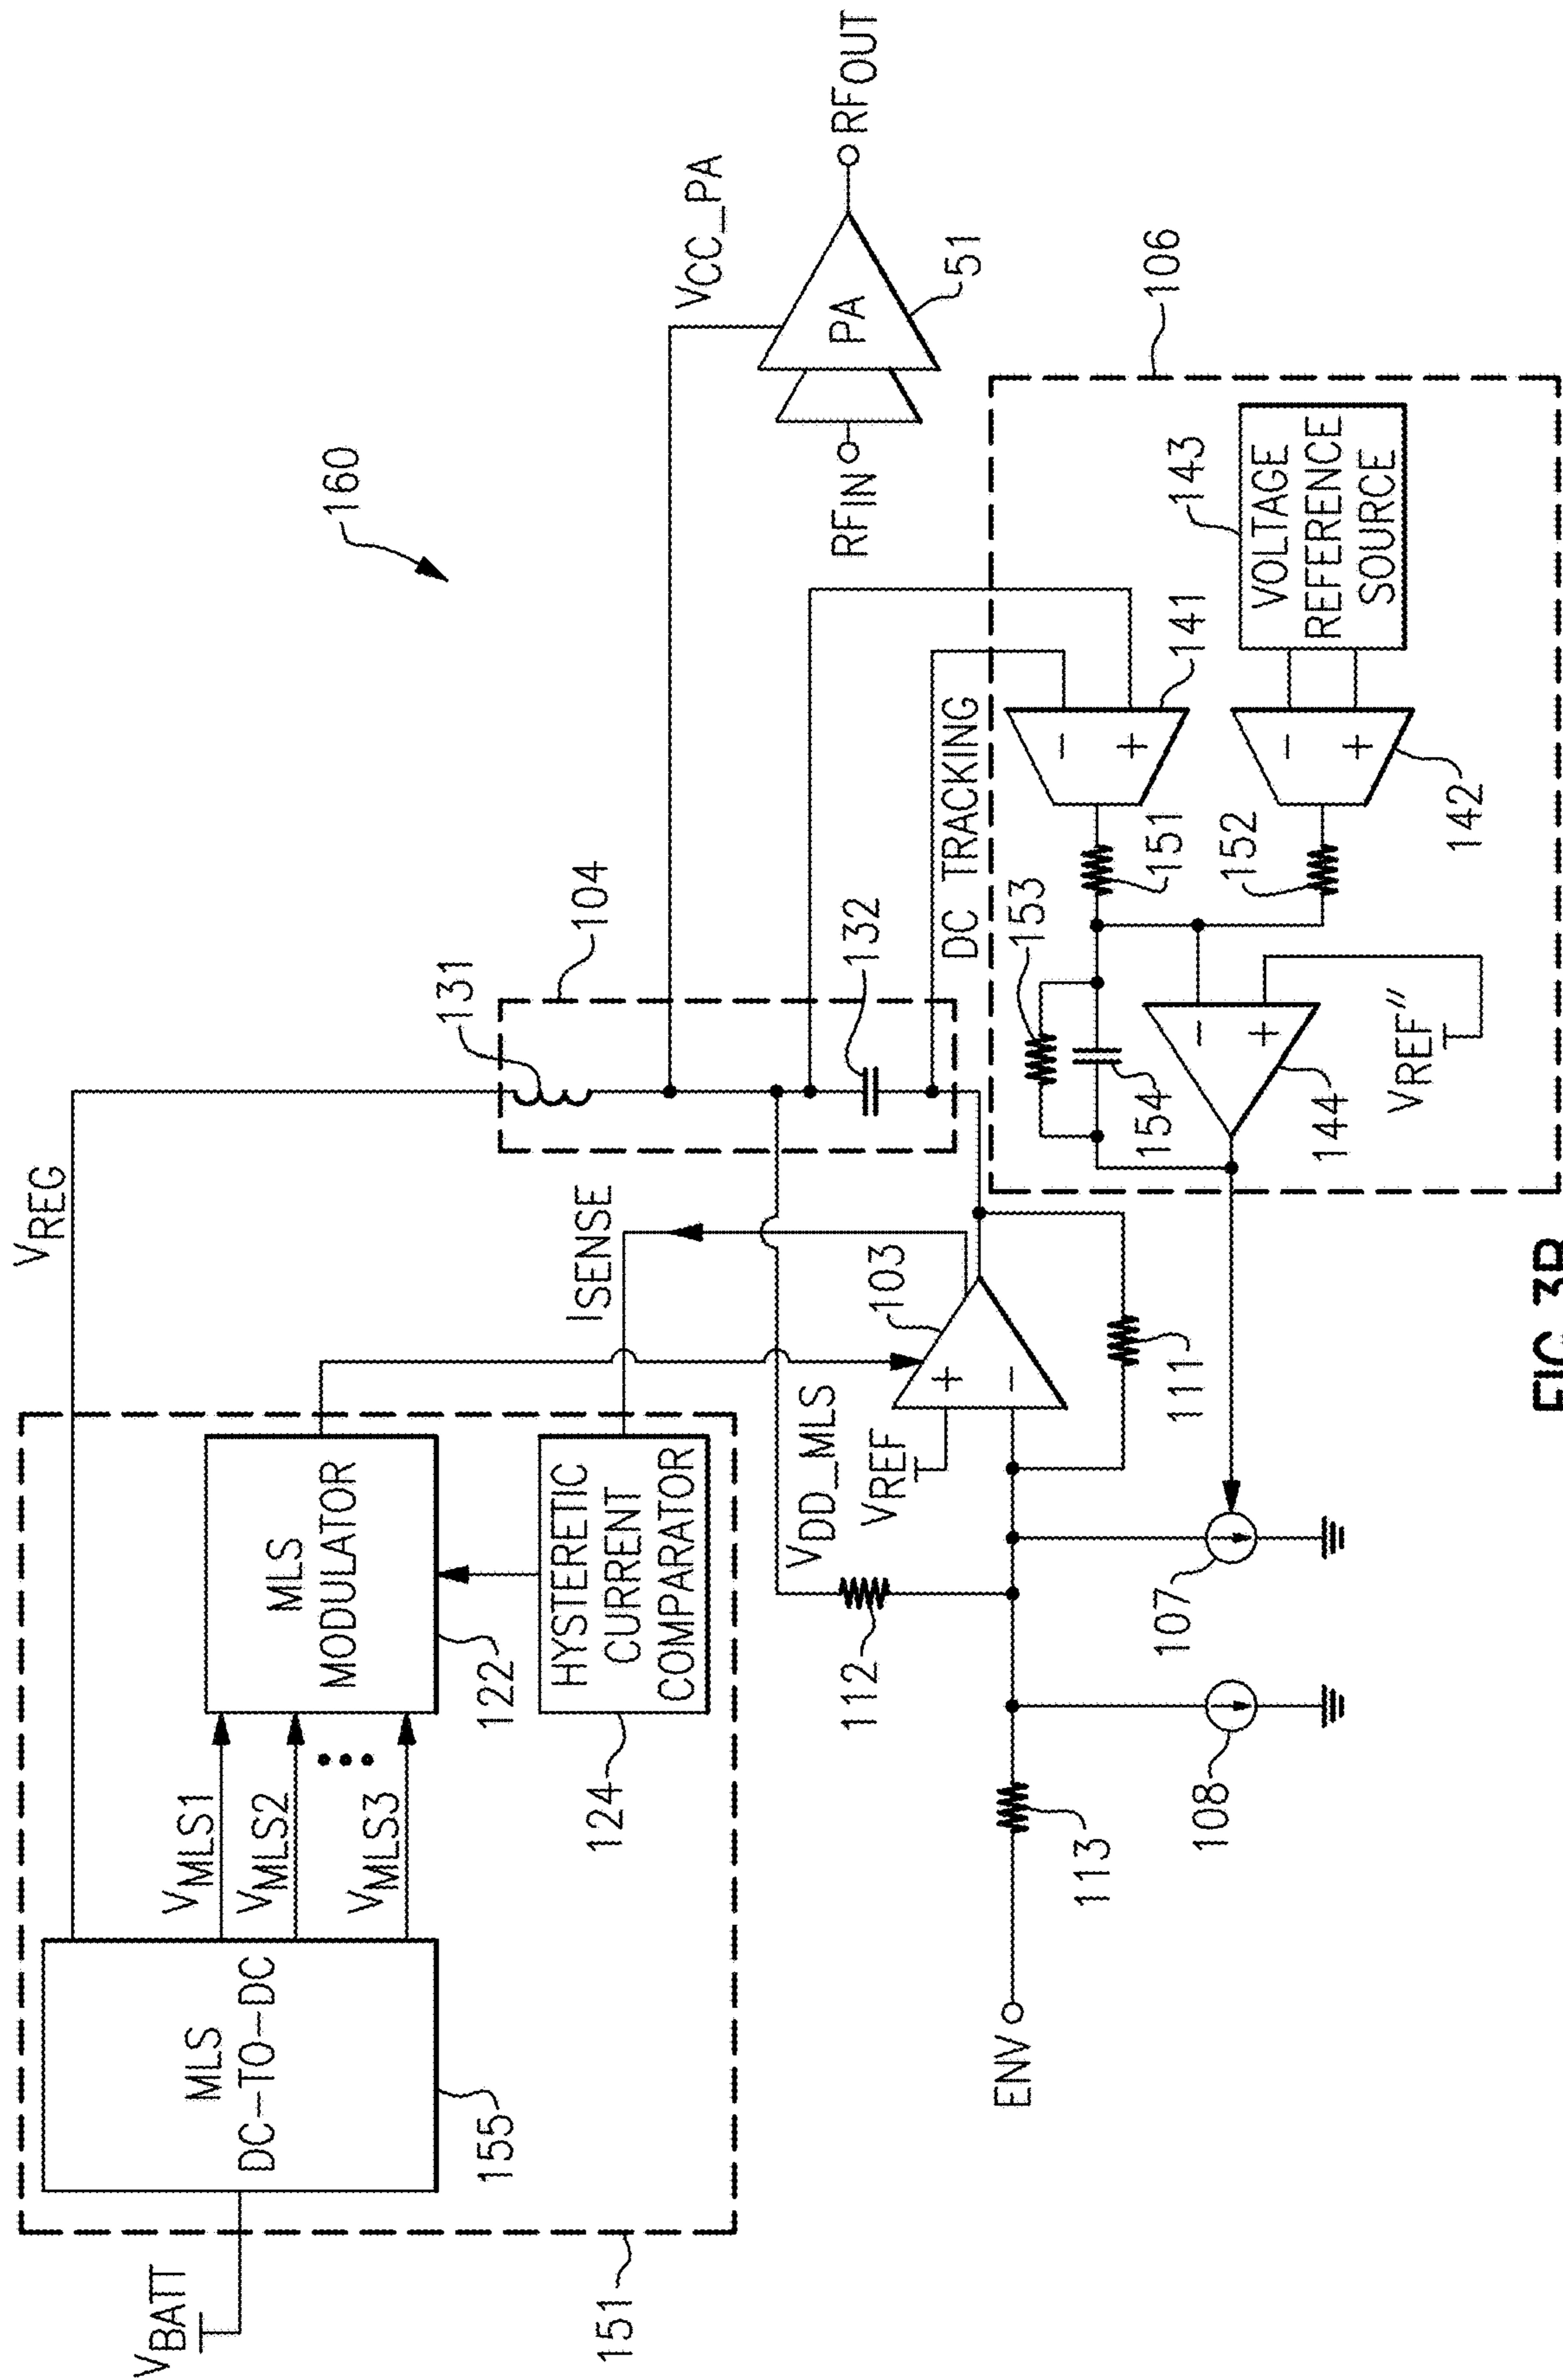 160
VBATT
151
MLS
DC-TO-DC
155
VREG
VMLS1
VMLS2
VMLS3
MLS
MODULATOR
122
HYSTERETIC
CURRENT
COMPARATOR
124
ISENSE
VDD_MLS
VREF
103
111
112
113
ENV
107
108
131
104
132
DC TRACKING
VCC_PA
PA
51
RFIN
RFOUT
106
141
142
143
VOLTAGE
REFERENCE
SOURCE
151
152
153
154
144
VREF"